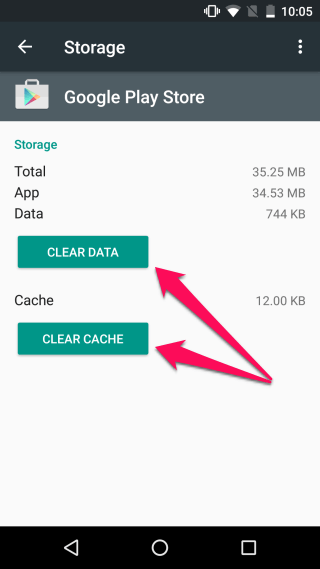 10:05
Storage
Google Play Store
Storage
Total 35.25 MB
App 34.53 MB
Data 744 KB
CLEAR DATA
Cache 12.00 KB
CLEAR CACHE